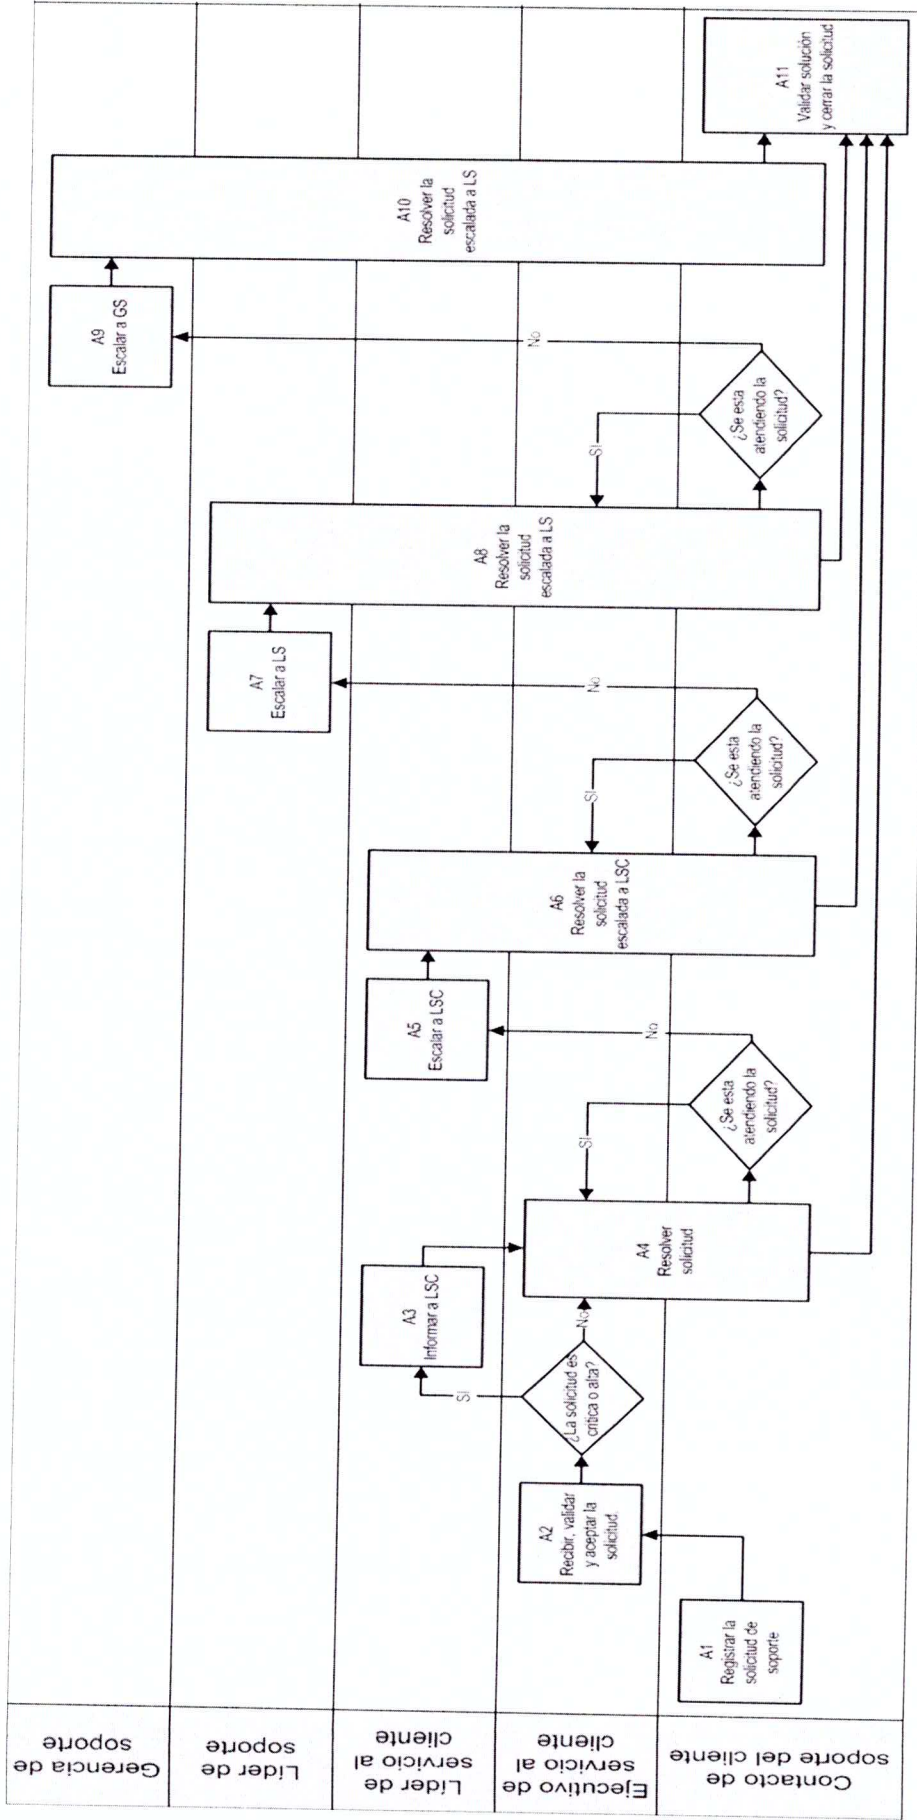 Gerencia de
soporte
Líder de
soporte
Líder de
servicio al
cliente
Ejecutivo de
servicio al
cliente
Contacto de
soporte del cliente
A1
Registrar la
solicitud de
soporte
A2
Recibir, validar
y aceptar la
solicitud.
¿La solicitud es
crítica o alta?
SI
No
A3
Informar a LSC
A4
Resolver
solicitud
¿Se esta
atendiendo la
solicitud?
SI
No
A5
Escalar a LSC
A6
Resolver la
solicitud
escalada a LSC
¿Se esta
atendiendo la
solicitud?
SI
No
A7
Escalar a LS
A8
Resolver la
solicitud
escalada a LS
¿Se esta
atendiendo la
solicitud?
SI
No
A9
Escalar a GS
A10
Resolver la
solicitud
escalada a LS
A11
Validar solución
y cerrar la solicitud